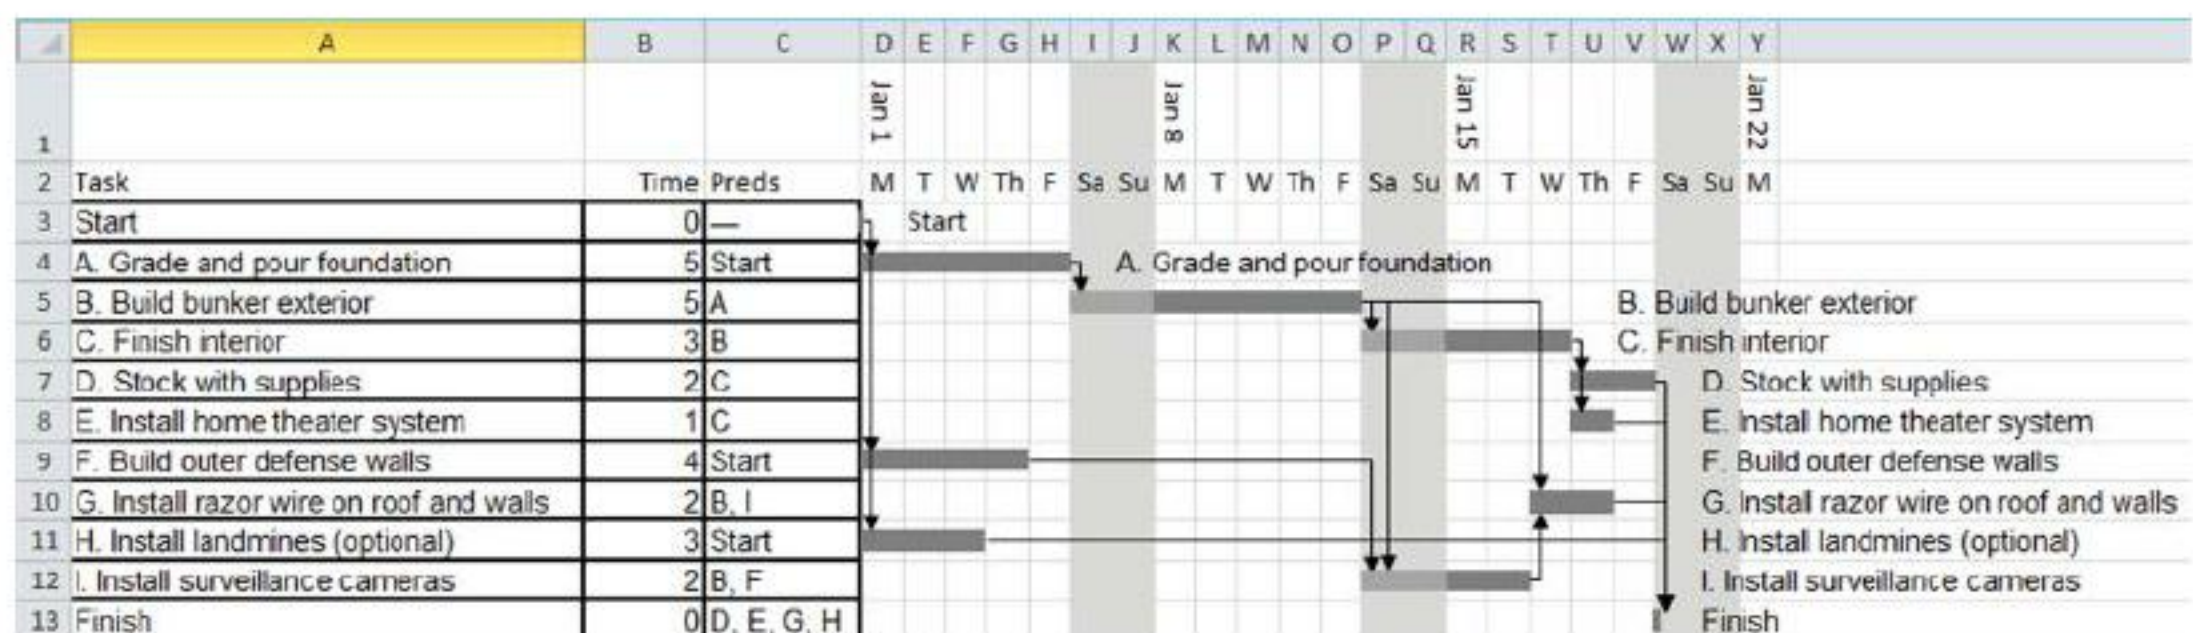 A B C D E F G H I J K L M N O P Q R S T U V W X Y
1 Jan 1 Jan 8 Jan 15 Jan 22
2 Task Time Preds M T W Th F Sa Su M T W Th F Sa Su M T W Th F Sa Su M
3 Start 0 — Start
4 A. Grade and pour foundation 5 Start A. Grade and pour foundation
5 B. Build bunker exterior 5 A B. Build bunker exterior
6 C. Finish interior 3 B C. Finish interior
7 D. Stock with supplies 2 C D. Stock with supplies
8 E. Install home theater system 1 C E. Install home theater system
9 F. Build outer defense walls 4 Start F. Build outer defense walls
10 G. Install razor wire on roof and walls 2 B, I G. Install razor wire on roof and walls
11 H. Install landmines (optional) 3 Start H. Install landmines (optional)
12 I. Install surveillance cameras 2 B, F I. Install surveillance cameras
13 Finish 0 D, E, G, H Finish